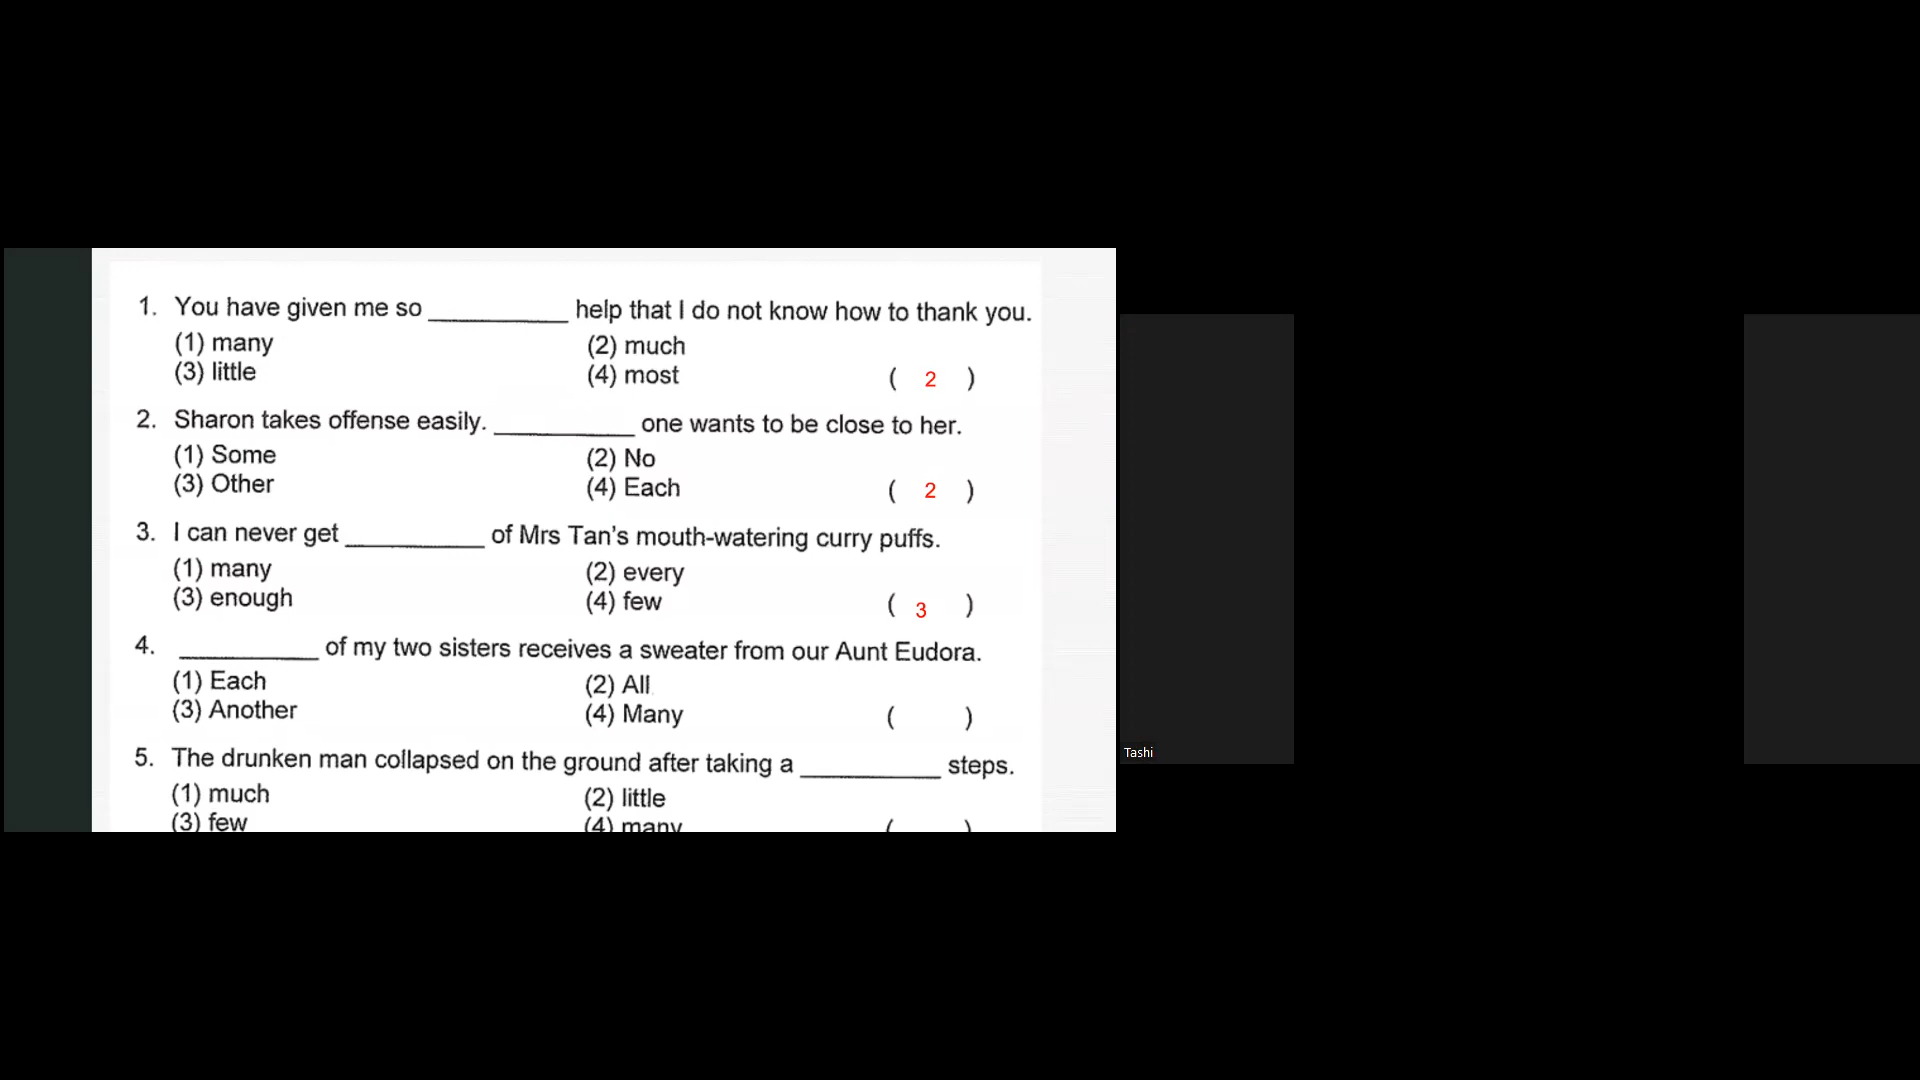 1. You have given me so __________ help that I do not know how to thank you.
(1) many (2) much
(3) little (4) most ( 2 )
2. Sharon takes offense easily. __________ one wants to be close to her.
(1) Some (2) No
(3) Other (4) Each ( 2 )
3. I can never get __________ of Mrs Tan's mouth-watering curry puffs.
(1) many (2) every
(3) enough (4) few ( 3 )
4. __________ of my two sisters receives a sweater from our Aunt Eudora.
(1) Each (2) All
(3) Another (4) Many ( )
5. The drunken man collapsed on the ground after taking a __________ steps.
(1) much (2) little
(3) few (4) many ( )
Tashi